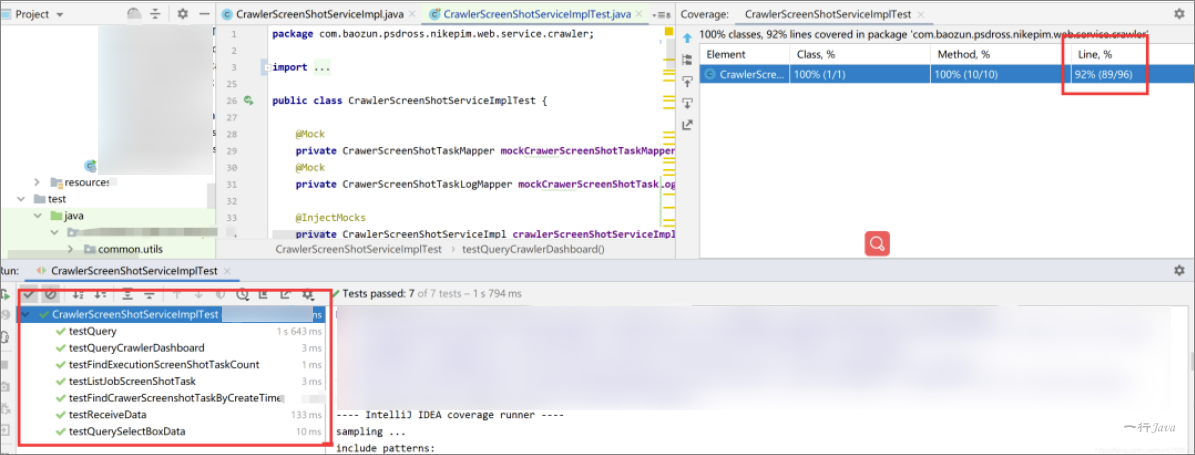 Project
CrawlerScreenShotServiceImpl.java
CrawlerScreenShotServiceImplTest.java
Coverage: CrawlerScreenShotServiceImplTest
1 package com.baozun.psdross.nikepim.web.service.crawler;
2
3 import ...
25
26 public class CrawlerScreenShotServiceImplTest {
27
28 @Mock
29 private CrawerScreenShotTaskMapper mockCrawerScreenShotTaskMapper
30 @Mock
31 private CrawerScreenShotTaskLogMapper mockCrawerScreenShotTaskLog
32
33 @InjectMocks
private CrawlerScreenShotServiceImpl crawlerScreenShotServiceImpl
CrawlerScreenShotServiceImplTest › testQueryCrawlerDashboard()
resources
test
java
common.utils
100% classes, 92% lines covered in package 'com.baozun.psdross.nikepim.web.service.crawler'
Element Class, % Method, % Line, %
CrawlerScre... 100% (1/1) 100% (10/10) 92% (89/96)
Run: CrawlerScreenShotServiceImplTest
Tests passed: 7 of 7 tests – 1 s 794 ms
CrawlerScreenShotServiceImplTest ms
testQuery 1 s 643 ms
testQueryCrawlerDashboard 3 ms
testFindExecutionScreenShotTaskCount 1 ms
testListJobScreenShotTask 3 ms
testFindCrawerScreenshotTaskByCreateTime
testReceiveData 133 ms
testQuerySelectBoxData 10 ms
---- IntelliJ IDEA coverage runner ----
sampling ...
include patterns:
一行Java